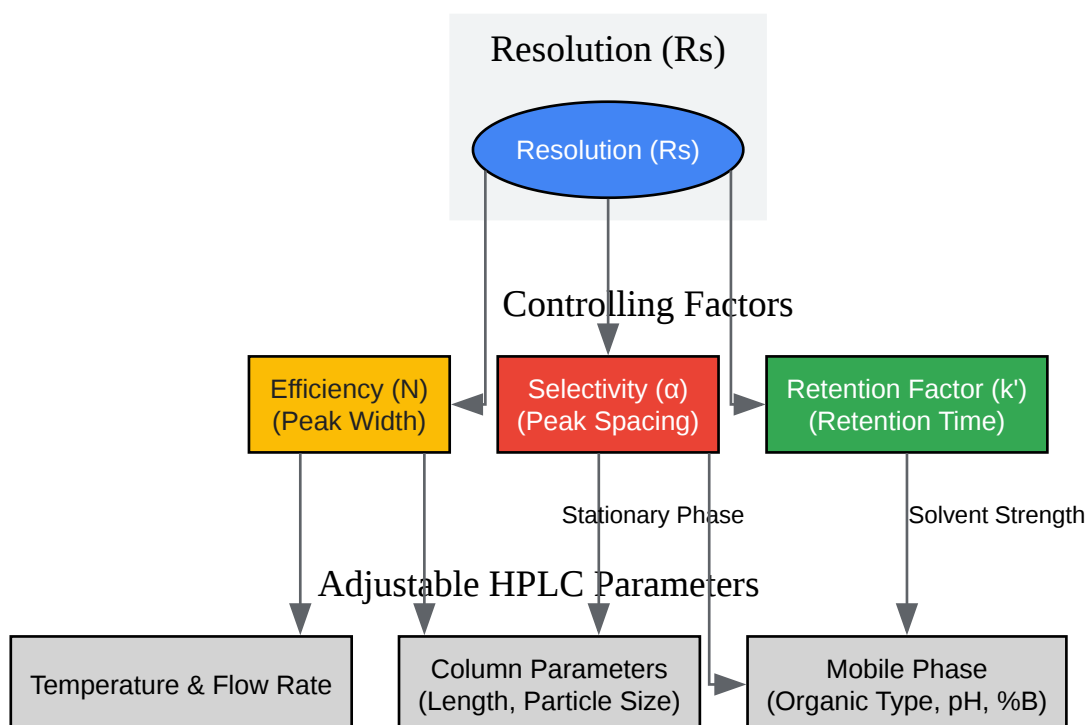 Resolution (Rs)
Resolution (Rs)
Controlling Factors
Efficiency (N)
(Peak Width)
Selectivity (α)
(Peak Spacing)
Retention Factor (k')
(Retention Time)
Stationary Phase
Solvent Strength
Adjustable HPLC Parameters
Temperature & Flow Rate
Column Parameters
(Length, Particle Size)
Mobile Phase
(Organic Type, pH, %B)